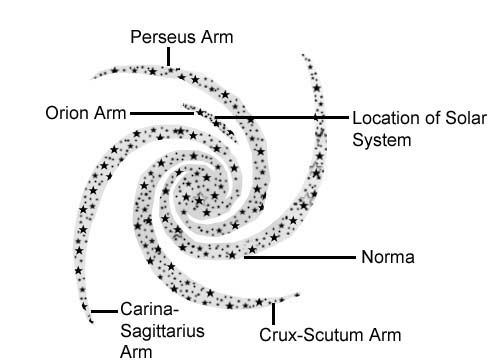 Perseus Arm
Orion Arm
Location of Solar
System
Norma
Carina-
Sagittarius
Arm
Crux-Scutum Arm